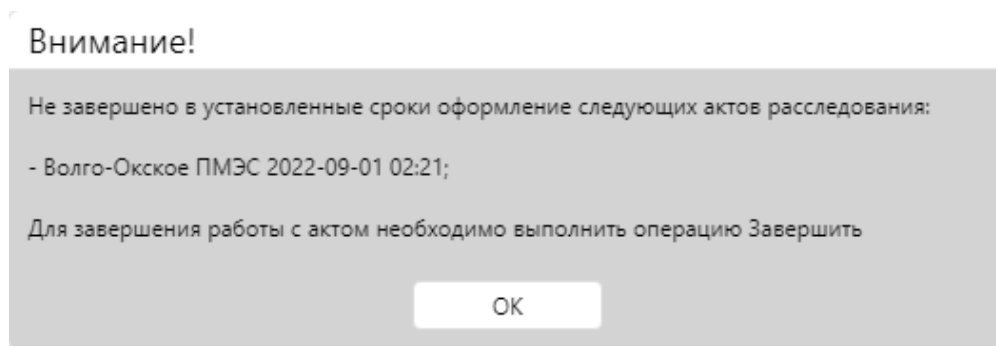 Внимание!
Не завершено в установленные сроки оформление следующих актов расследования:
- Волго-Окское ПМЭС 2022-09-01 02:21;
Для завершения работы с актом необходимо выполнить операцию Завершить
ОК